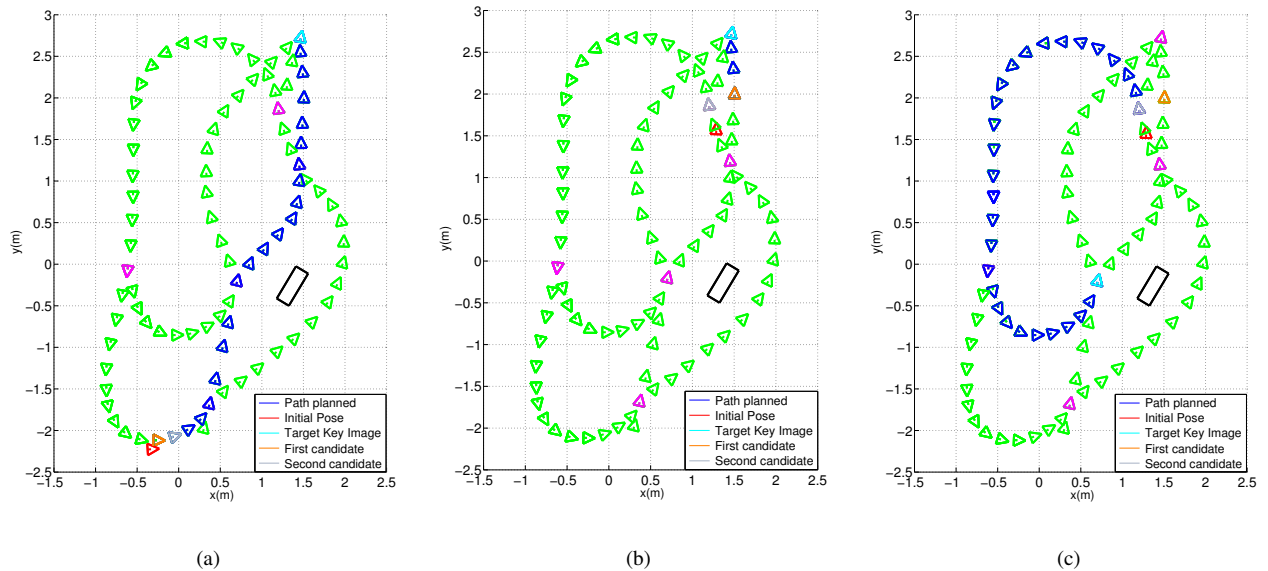 3
2.5
2
1.5
1
0.5
0
−0.5
−1
−1.5
−2
−2.5
−1.5 −1 −0.5 0 0.5 1 1.5 2 2.5
x(m)
y(m)
Path planned
Initial Pose
Target Key Image
First candidate
Second candidate
(a)
3
2.5
2
1.5
1
0.5
0
−0.5
−1
−1.5
−2
−2.5
−1.5 −1 −0.5 0 0.5 1 1.5 2 2.5
x(m)
y(m)
Path planned
Initial Pose
Target Key Image
First candidate
Second candidate
(b)
3
2.5
2
1.5
1
0.5
0
−0.5
−1
−1.5
−2
−2.5
−1.5 −1 −0.5 0 0.5 1 1.5 2 2.5
x(m)
y(m)
Path planned
Initial Pose
Target Key Image
First candidate
Second candidate
(c)